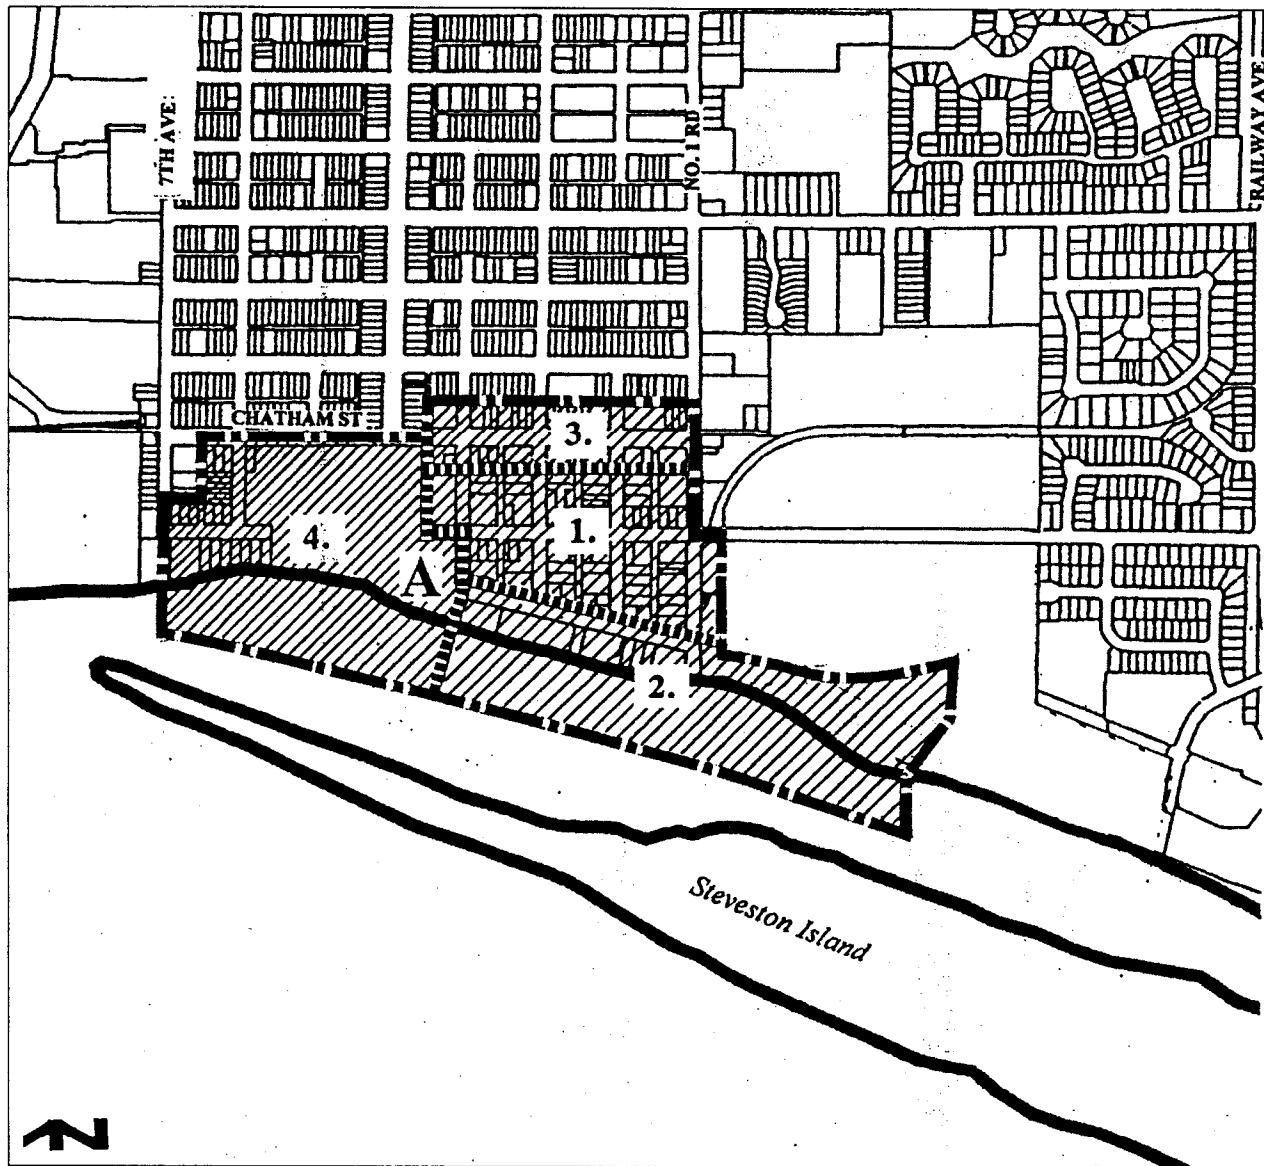 7TH AVE.
NO. 1 RD
RAILWAY AVE.
CHATHAM ST
3.
4.
1.
A
2.
Steveston Island
N